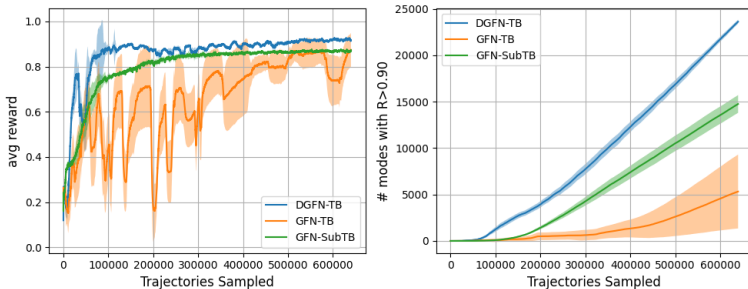 avg reward
1.0
0.8
0.6
0.4
0.2
0.0
DGFN-TB
GFN-TB
GFN-SubTB
0 100000 200000 300000 400000 500000 600000
Trajectories Sampled
# modes with R>0.90
25000
20000
15000
10000
5000
0
DGFN-TB
GFN-TB
GFN-SubTB
0 100000 200000 300000 400000 500000 600000
Trajectories Sampled